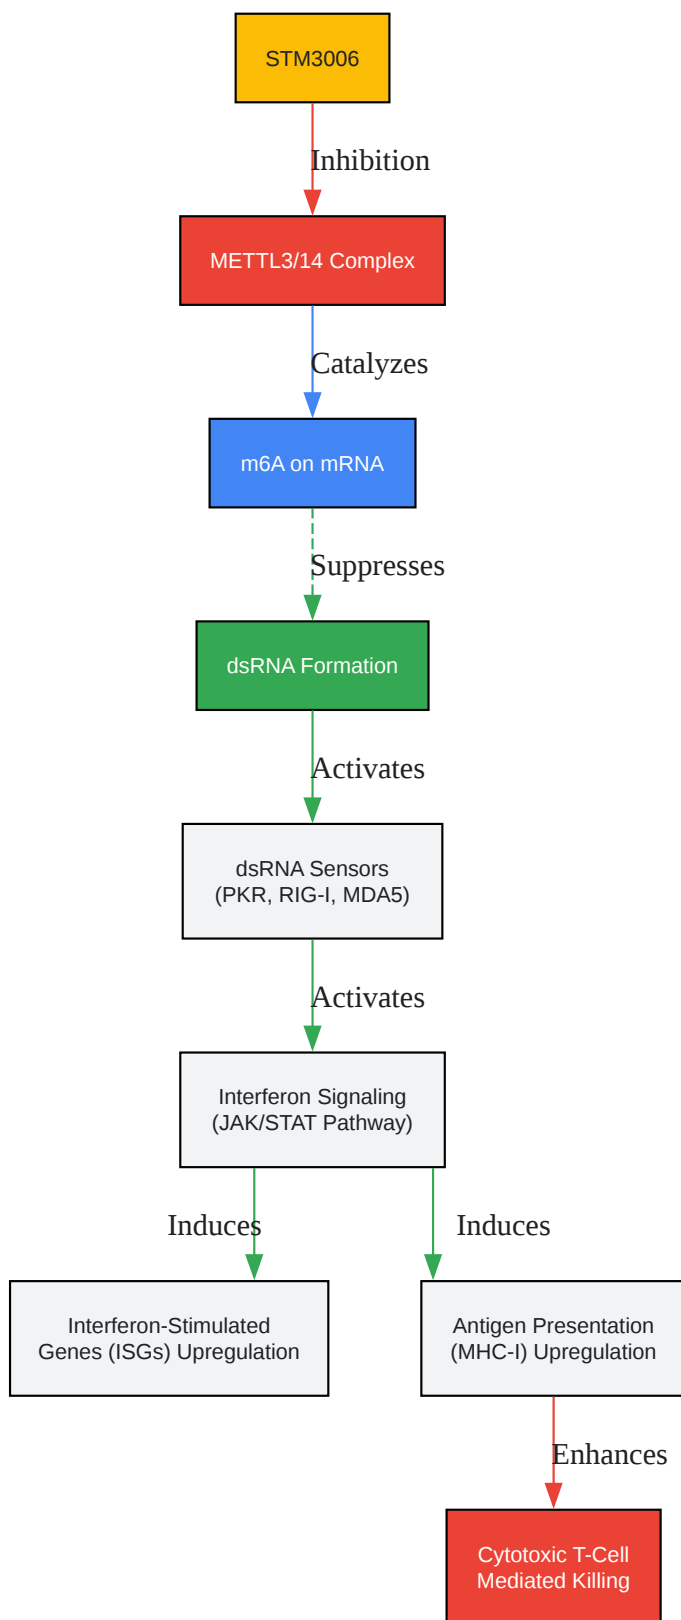 STM3006
Inhibition
METTL3/14 Complex
Catalyzes
m6A on mRNA
Suppresses
dsRNA Formation
Activates
dsRNA Sensors
(PKR, RIG-I, MDA5)
Activates
Interferon Signaling
(JAK/STAT Pathway)
Induces
Induces
Interferon-Stimulated
Genes (ISGs) Upregulation
Antigen Presentation
(MHC-I) Upregulation
Enhances
Cytotoxic T-Cell
Mediated Killing